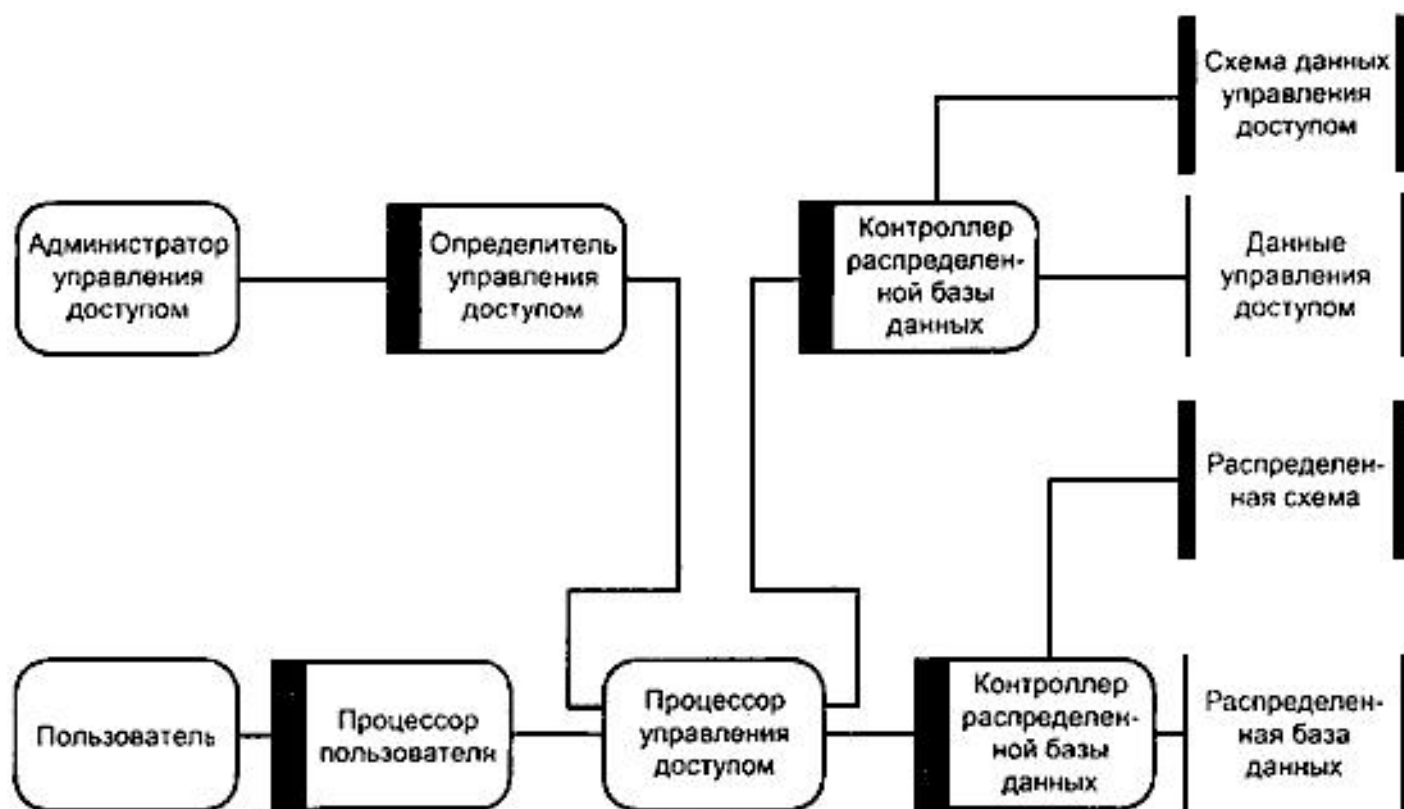 Схема данных
управления
доступом
Администратор
управления
доступом
Определитель
управления
доступом
Контроллер
распределен-
ной базы
данных
Данные
управления
доступом
Распределен-
ная схема
Пользователь
Процессор
пользователя
Процессор
управления
доступом
Контроллер
распределен-
ной базы
данных
Распределен-
ная база
данных